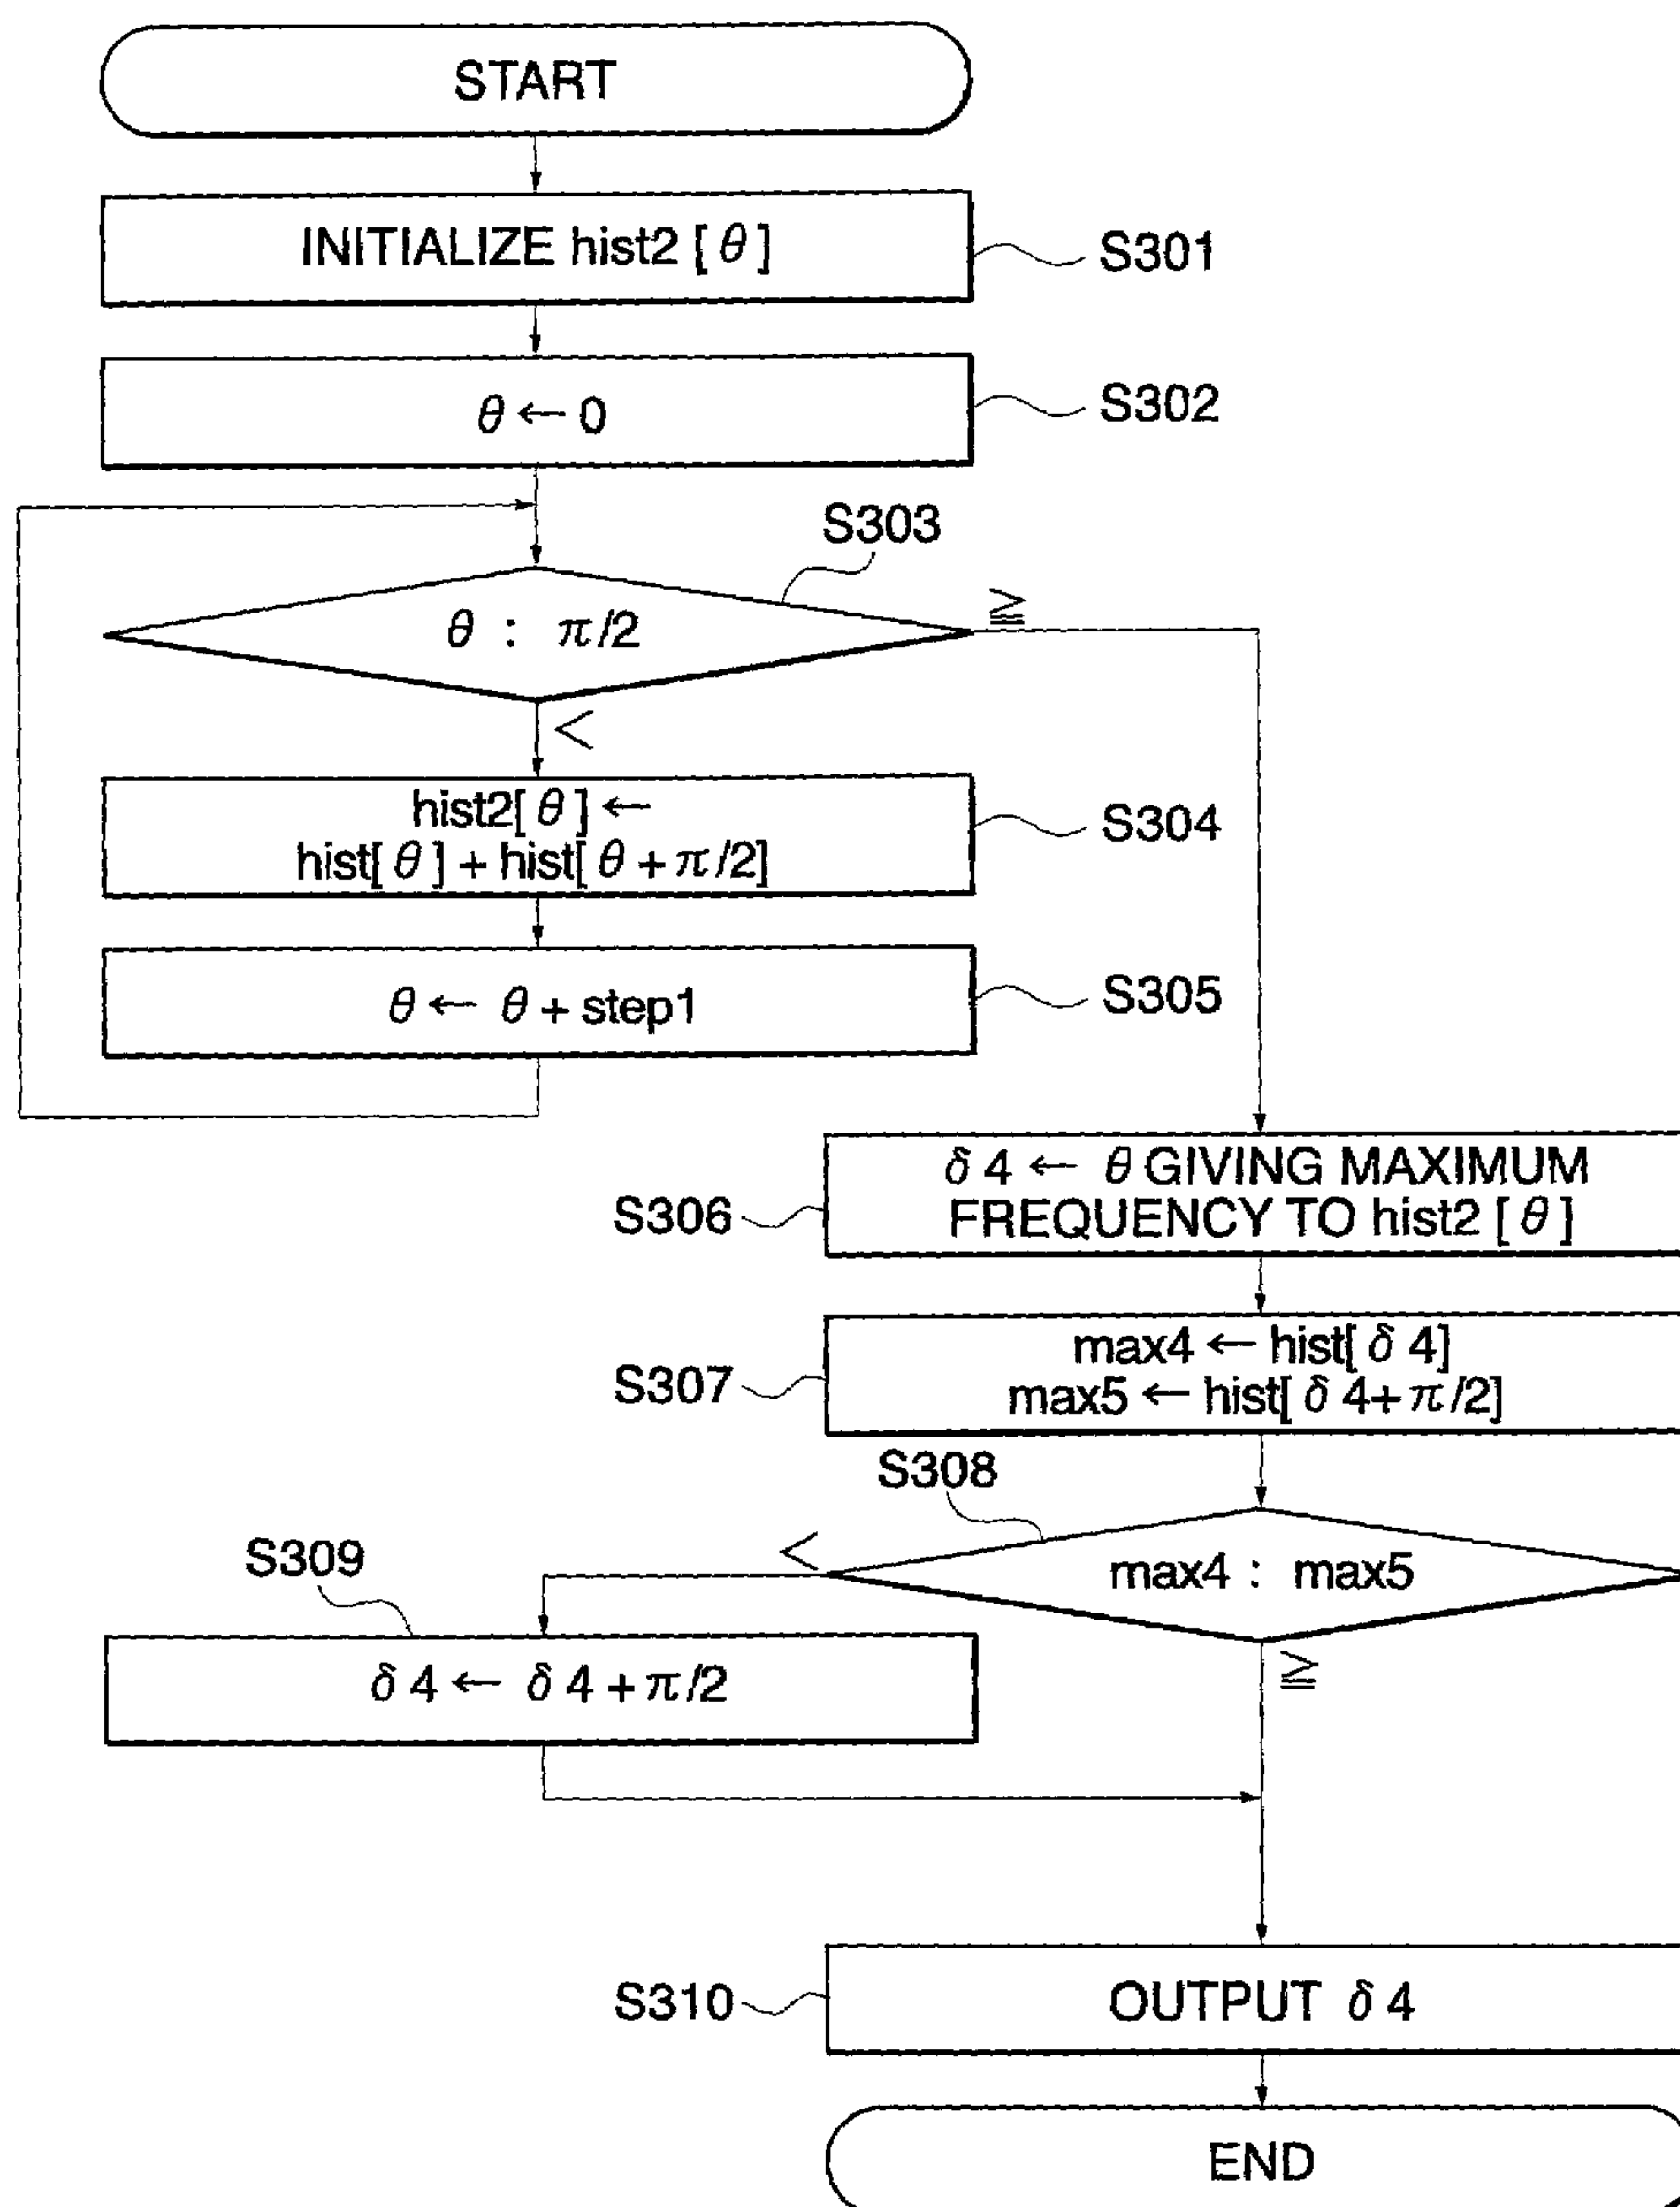 START
INITIALIZE hist2 [ θ ]
S301
θ ← 0
S302
S303
θ : π/2
≧
<
hist2[ θ ] ←
hist[ θ ] + hist[ θ + π/2]
S304
θ ← θ + step1
S305
δ 4 ← θ GIVING MAXIMUM
FREQUENCY TO hist2 [ θ ]
S306
max4 ← hist[ δ 4]
max5 ← hist[ δ 4+ π/2]
S307
S308
max4 : max5
<
≧
S309
δ 4 ← δ 4 + π/2
S310
OUTPUT δ 4
END